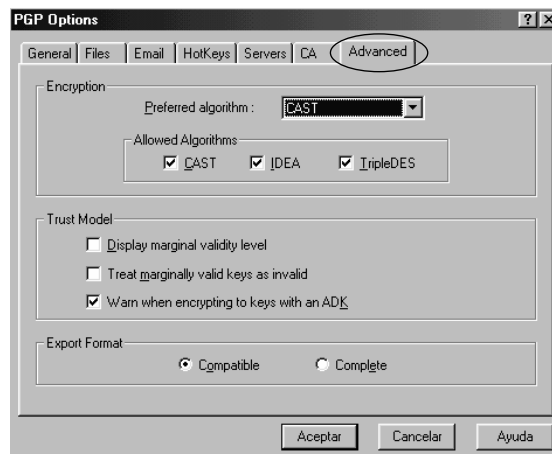 PGP Options
General Files Email HotKeys Servers CA Advanced
Encryption
Preferred algorithm : CAST
Allowed Algorithms
CAST IDEA TripleDES
Trust Model
Display marginal validity level
Treat marginally valid keys as invalid
Warn when encrypting to keys with an ADK
Export Format
Compatible Complete
Aceptar Cancelar Ayuda